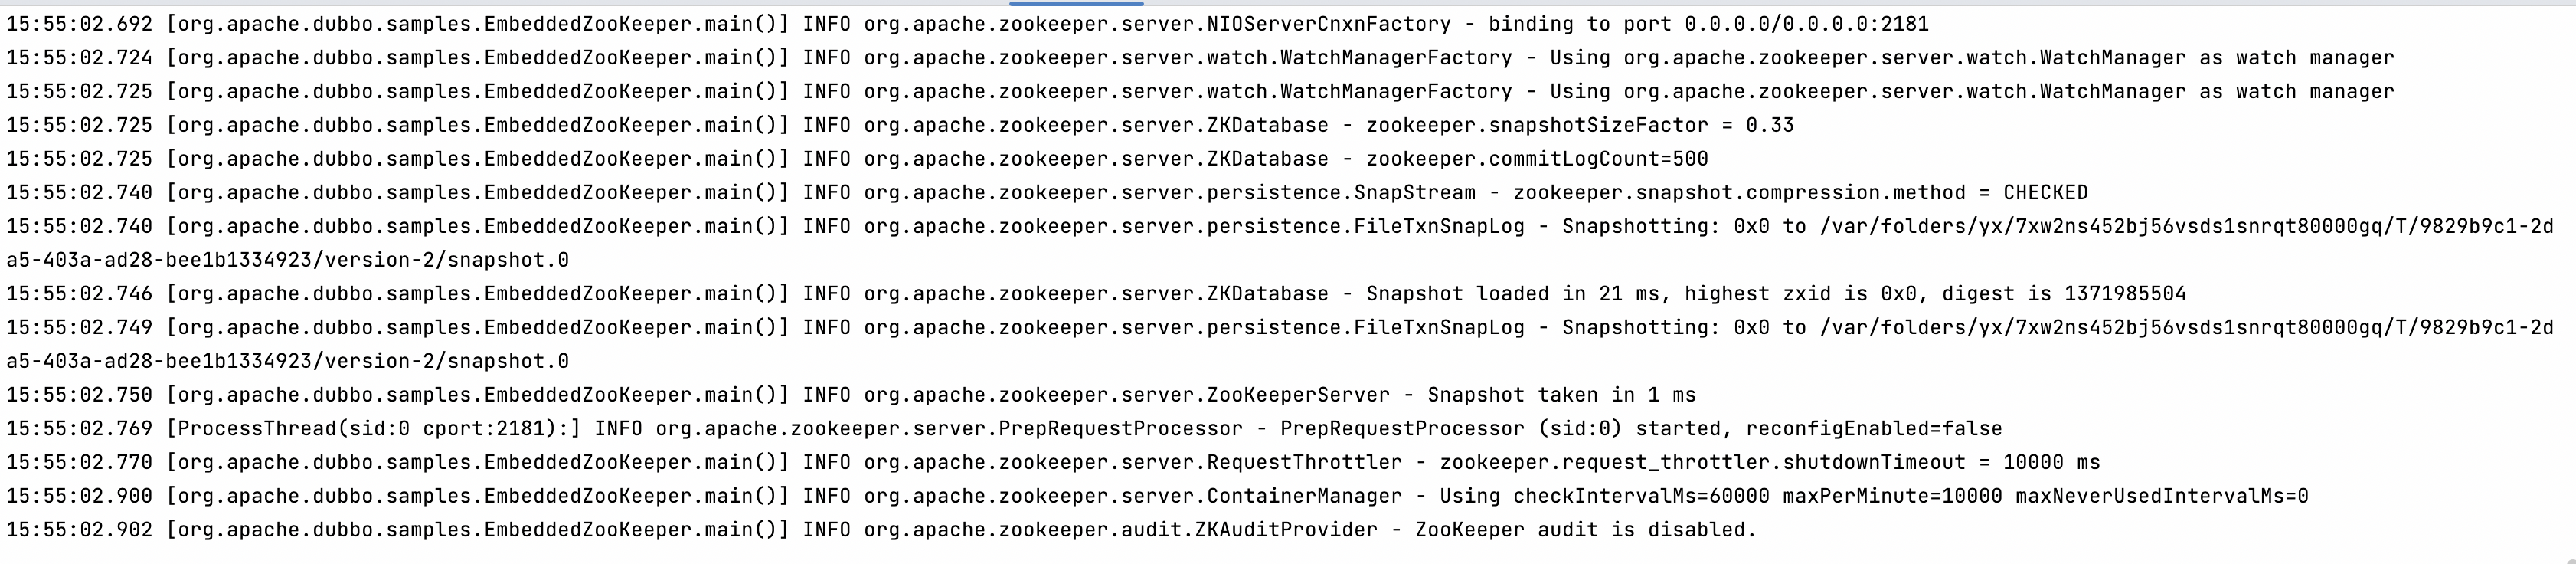 15:55:02.692 [org.apache.dubbo.samples.EmbeddedZooKeeper.main()] INFO org.apache.zookeeper.server.NIOServerCnxnFactory - binding to port 0.0.0.0/0.0.0.0:2181
15:55:02.724 [org.apache.dubbo.samples.EmbeddedZooKeeper.main()] INFO org.apache.zookeeper.server.watch.WatchManagerFactory - Using org.apache.zookeeper.server.watch.WatchManager as watch manager
15:55:02.725 [org.apache.dubbo.samples.EmbeddedZooKeeper.main()] INFO org.apache.zookeeper.server.watch.WatchManagerFactory - Using org.apache.zookeeper.server.watch.WatchManager as watch manager
15:55:02.725 [org.apache.dubbo.samples.EmbeddedZooKeeper.main()] INFO org.apache.zookeeper.server.ZKDatabase - zookeeper.snapshotSizeFactor = 0.33
15:55:02.725 [org.apache.dubbo.samples.EmbeddedZooKeeper.main()] INFO org.apache.zookeeper.server.ZKDatabase - zookeeper.commitLogCount=500
15:55:02.740 [org.apache.dubbo.samples.EmbeddedZooKeeper.main()] INFO org.apache.zookeeper.server.persistence.SnapStream - zookeeper.snapshot.compression.method = CHECKED
15:55:02.740 [org.apache.dubbo.samples.EmbeddedZooKeeper.main()] INFO org.apache.zookeeper.server.persistence.FileTxnSnapLog - Snapshotting: 0x0 to /var/folders/yx/7xw2ns452bj56vsds1snrqt80000gq/T/9829b9c1-2d
a5-403a-ad28-bee1b1334923/version-2/snapshot.0
15:55:02.746 [org.apache.dubbo.samples.EmbeddedZooKeeper.main()] INFO org.apache.zookeeper.server.ZKDatabase - Snapshot loaded in 21 ms, highest zxid is 0x0, digest is 1371985504
15:55:02.749 [org.apache.dubbo.samples.EmbeddedZooKeeper.main()] INFO org.apache.zookeeper.server.persistence.FileTxnSnapLog - Snapshotting: 0x0 to /var/folders/yx/7xw2ns452bj56vsds1snrqt80000gq/T/9829b9c1-2d
a5-403a-ad28-bee1b1334923/version-2/snapshot.0
15:55:02.750 [org.apache.dubbo.samples.EmbeddedZooKeeper.main()] INFO org.apache.zookeeper.server.ZooKeeperServer - Snapshot taken in 1 ms
15:55:02.769 [ProcessThread(sid:0 cport:2181):] INFO org.apache.zookeeper.server.PrepRequestProcessor - PrepRequestProcessor (sid:0) started, reconfigEnabled=false
15:55:02.770 [org.apache.dubbo.samples.EmbeddedZooKeeper.main()] INFO org.apache.zookeeper.server.RequestThrottler - zookeeper.request_throttler.shutdownTimeout = 10000 ms
15:55:02.900 [org.apache.dubbo.samples.EmbeddedZooKeeper.main()] INFO org.apache.zookeeper.server.ContainerManager - Using checkIntervalMs=60000 maxPerMinute=10000 maxNeverUsedIntervalMs=0
15:55:02.902 [org.apache.dubbo.samples.EmbeddedZooKeeper.main()] INFO org.apache.zookeeper.audit.ZKAuditProvider - ZooKeeper audit is disabled.